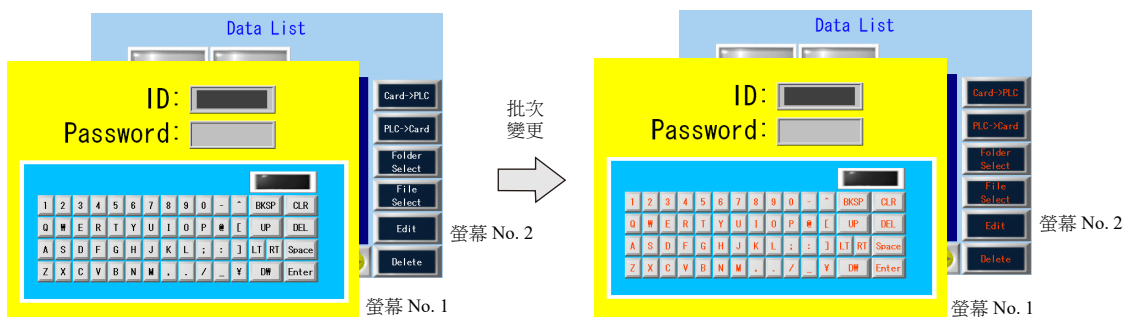 Data List
ID:
Password:
Card->PLC
PLC->Card
Folder
Select
File
Select
Edit
Delete
1 2 3 4 5 6 7 8 9 0 - ^ BKSP CLR
Q W E R T Y U I O P @ [ UP DEL
A S D F G H J K L ; : ] LT RT Space
Z X C V B N M , . / _ ¥ DW Enter
螢幕 No. 2
螢幕 No. 1
批次
變更
Data List
ID:
Password:
Card->PLC
PLC->Card
Folder
Select
File
Select
Edit
Delete
1 2 3 4 5 6 7 8 9 0 - ^ BKSP CLR
Q W E R T Y U I O P @ [ UP DEL
A S D F G H J K L ; : ] LT RT Space
Z X C V B N M , . / _ ¥ DW Enter
螢幕 No. 2
螢幕 No. 1